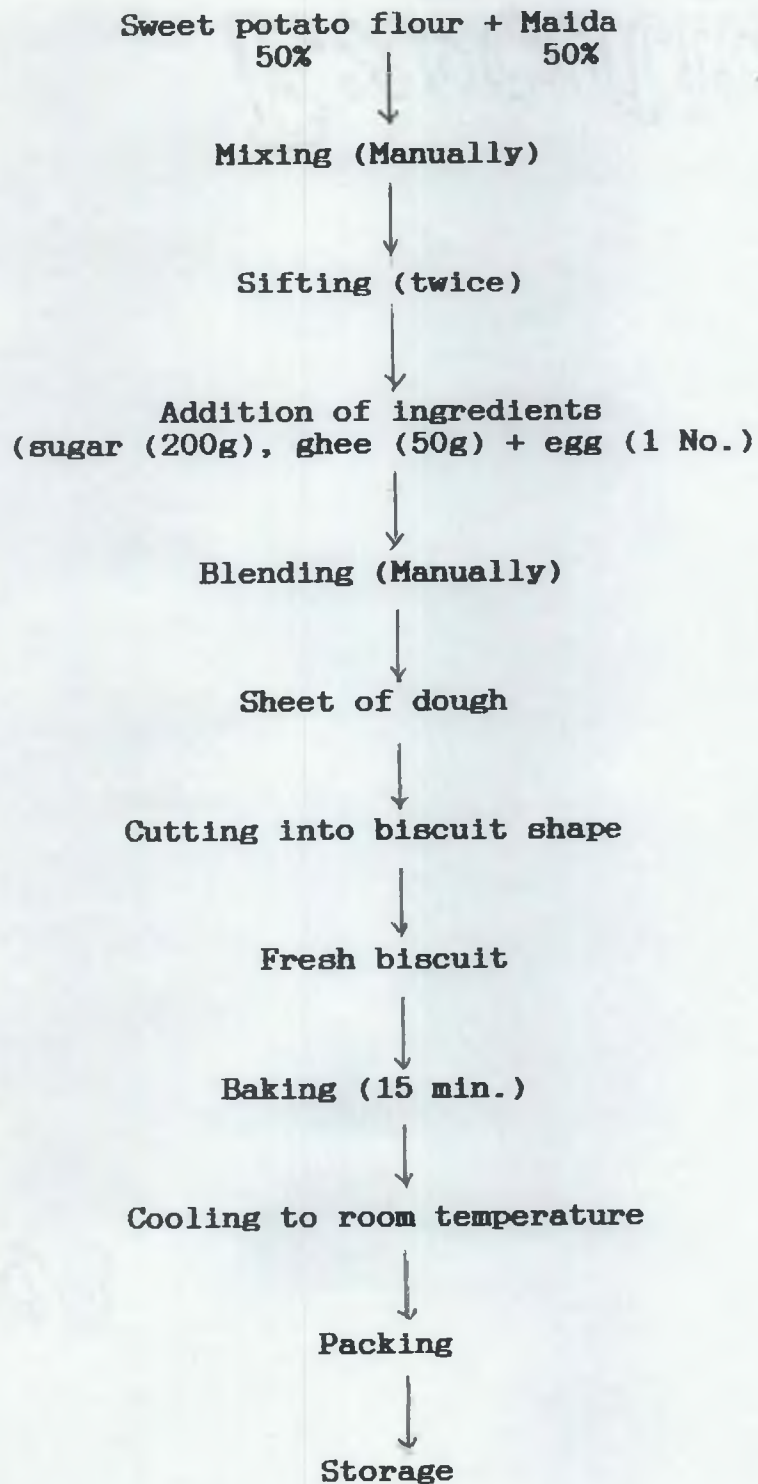 Sweet potato flour + Maida
50% 50%
Mixing (Manually)
Sifting (twice)
Addition of ingredients
(sugar (200g), ghee (50g) + egg (1 No.)
Blending (Manually)
Sheet of dough
Cutting into biscuit shape
Fresh biscuit
Baking (15 min.)
Cooling to room temperature
Packing
Storage